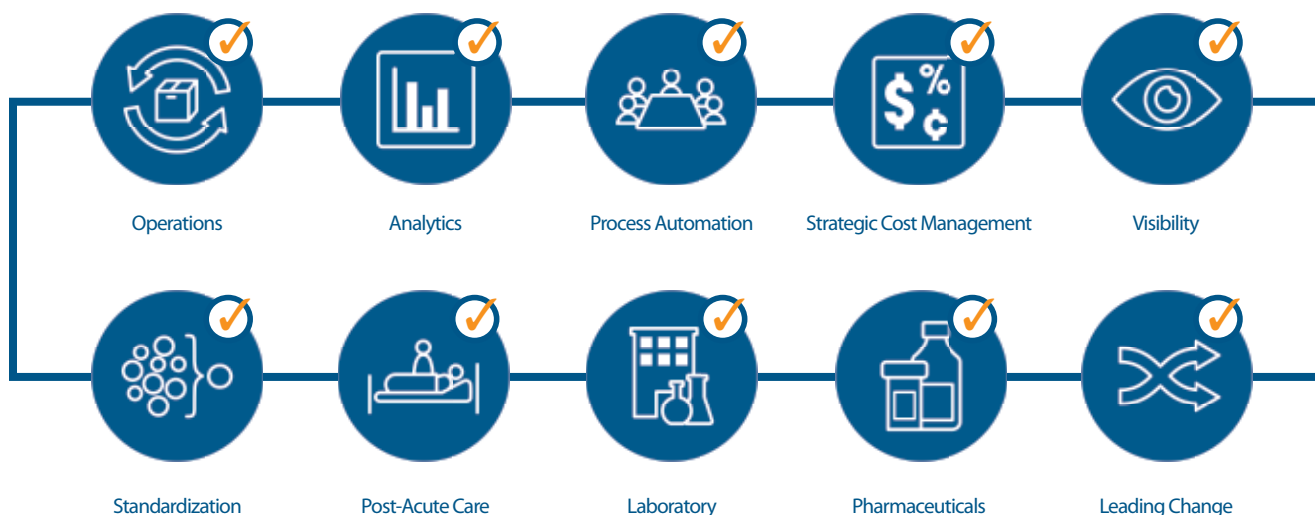 $ % ¢
Operations
Analytics
Process Automation
Strategic Cost Management
Visibility
Standardization
Post-Acute Care
Laboratory
Pharmaceuticals
Leading Change